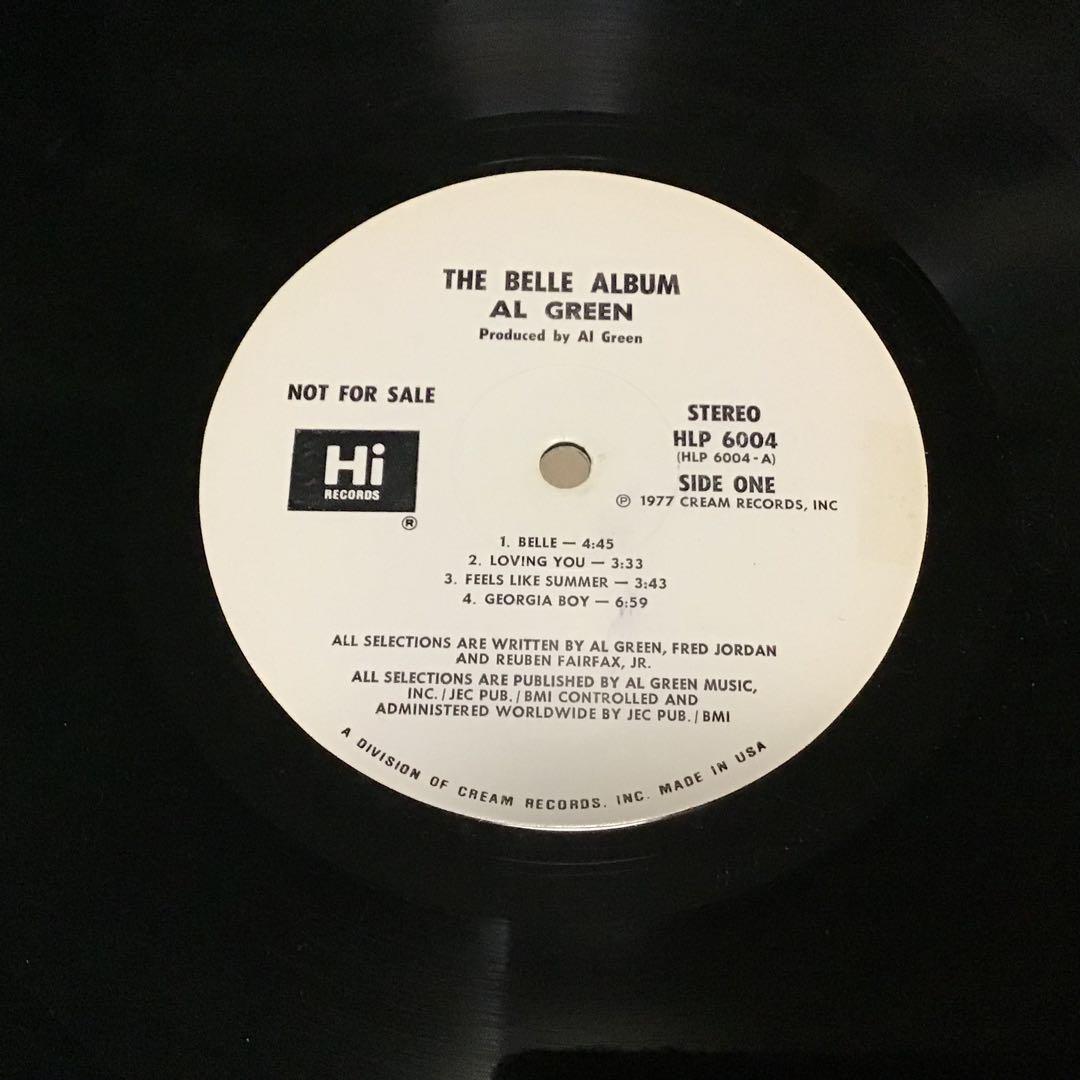 THE BELLE ALBUM
AL GREEN
Produced by Al Green
NOT FOR SALE
Hi
RECORDS
®
STEREO
HLP 6004
(HLP 6004-A)
SIDE ONE
℗ 1977 CREAM RECORDS, INC
1. BELLE — 4:45
2. LOVING YOU — 3:33
3. FEELS LIKE SUMMER — 3:43
4. GEORGIA BOY — 6:59
ALL SELECTIONS ARE WRITTEN BY AL GREEN, FRED JORDAN
AND REUBEN FAIRFAX, JR.
ALL SELECTIONS ARE PUBLISHED BY AL GREEN MUSIC,
INC./JEC PUB./BMI CONTROLLED AND
ADMINISTERED WORLDWIDE BY JEC PUB./BMI
A DIVISION OF CREAM RECORDS, INC. MADE IN USA